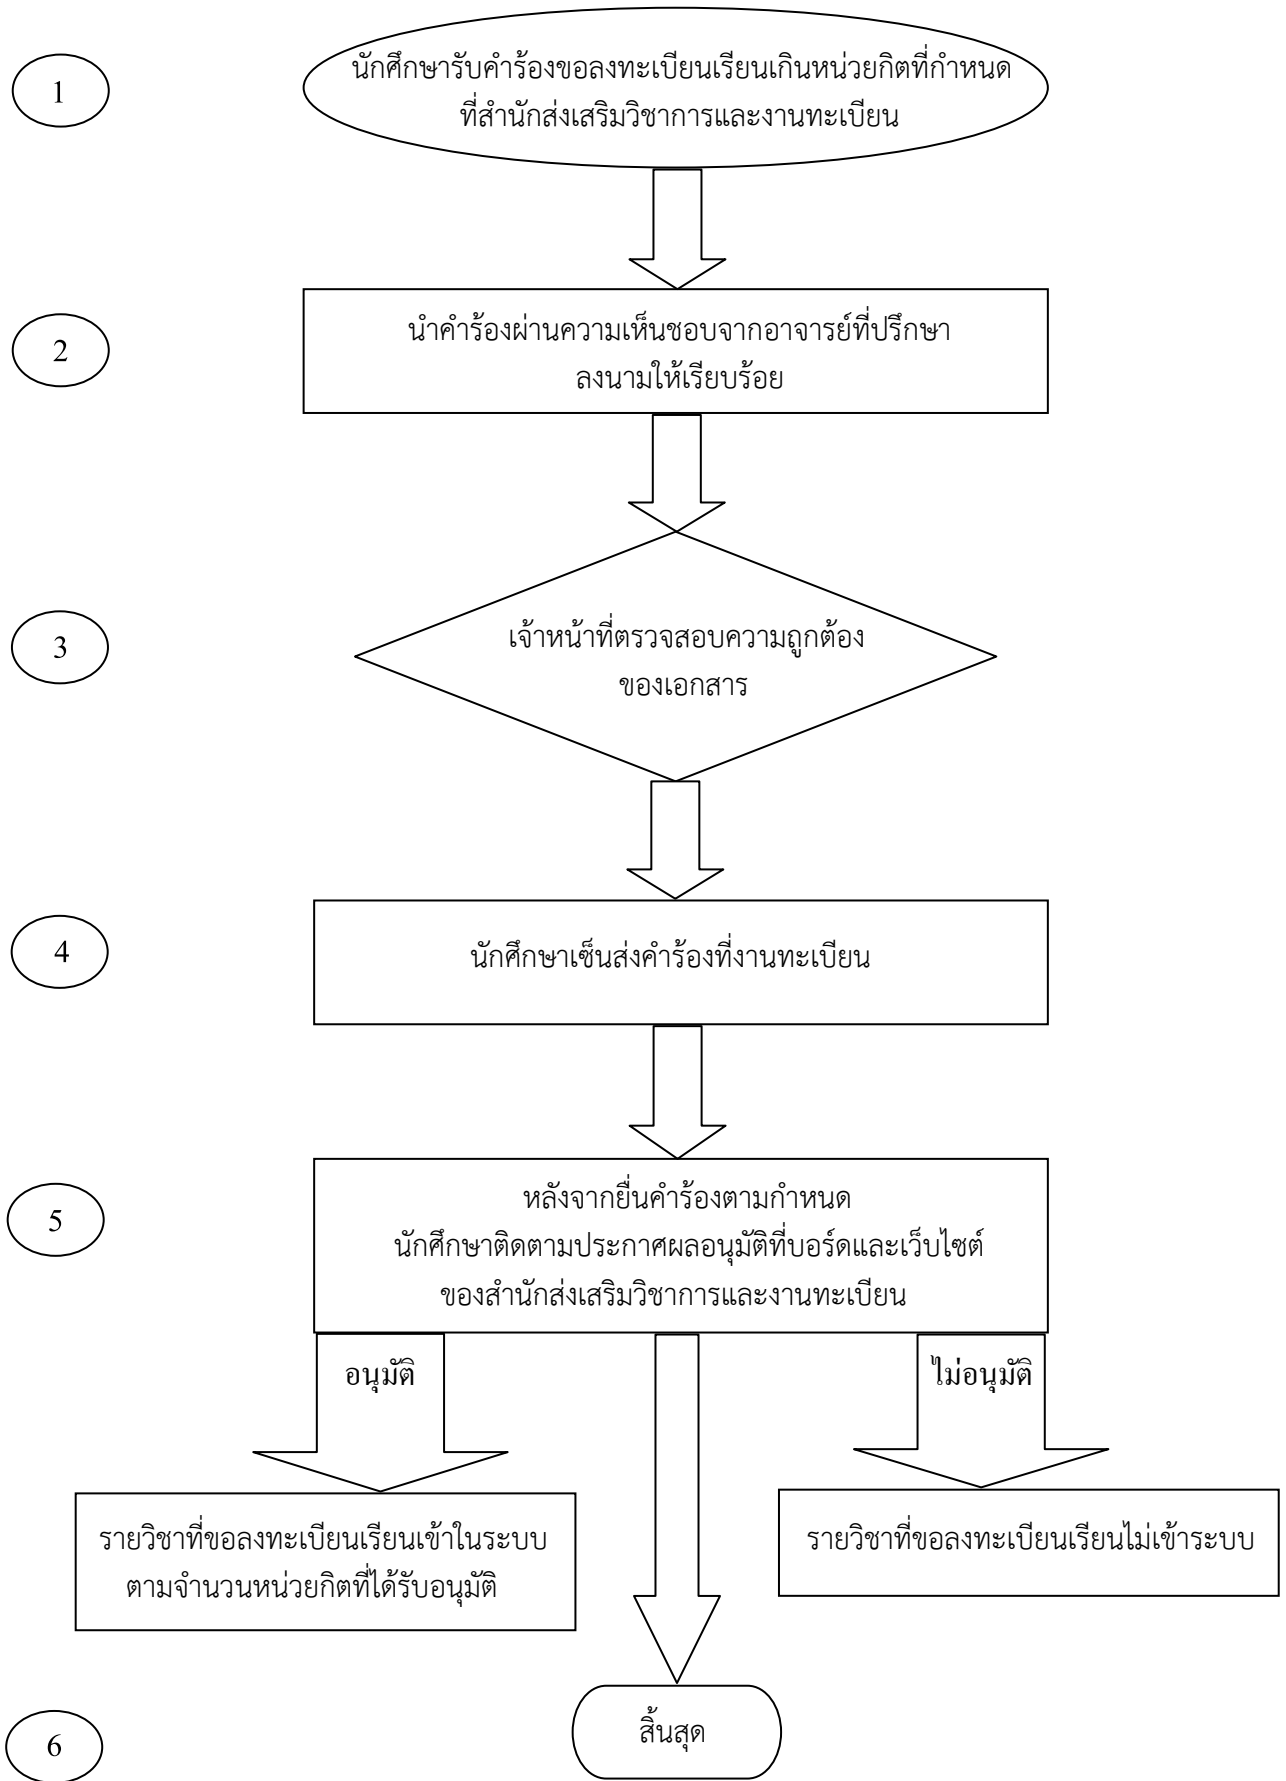 1
นักศึกษารับคำร้องขอลงทะเบียนเรียนเกินหน่วยกิตที่กำหนด
ที่สำนักส่งเสริมวิชาการและงานทะเบียน
2
นำคำร้องผ่านความเห็นชอบจากอาจารย์ที่ปรึกษา
ลงนามให้เรียบร้อย
3
เจ้าหน้าที่ตรวจสอบความถูกต้อง
ของเอกสาร
4
นักศึกษาเซ็นส่งคำร้องที่งานทะเบียน
5
หลังจากยื่นคำร้องตามกำหนด
นักศึกษาติดตามประกาศผลอนุมัติที่บอร์ดและเว็บไซต์
ของสำนักส่งเสริมวิชาการและงานทะเบียน
อนุมัติ
ไม่อนุมัติ
รายวิชาที่ขอลงทะเบียนเรียนเข้าในระบบ
ตามจำนวนหน่วยกิตที่ได้รับอนุมัติ
รายวิชาที่ขอลงทะเบียนเรียนไม่เข้าระบบ
6
สิ้นสุด